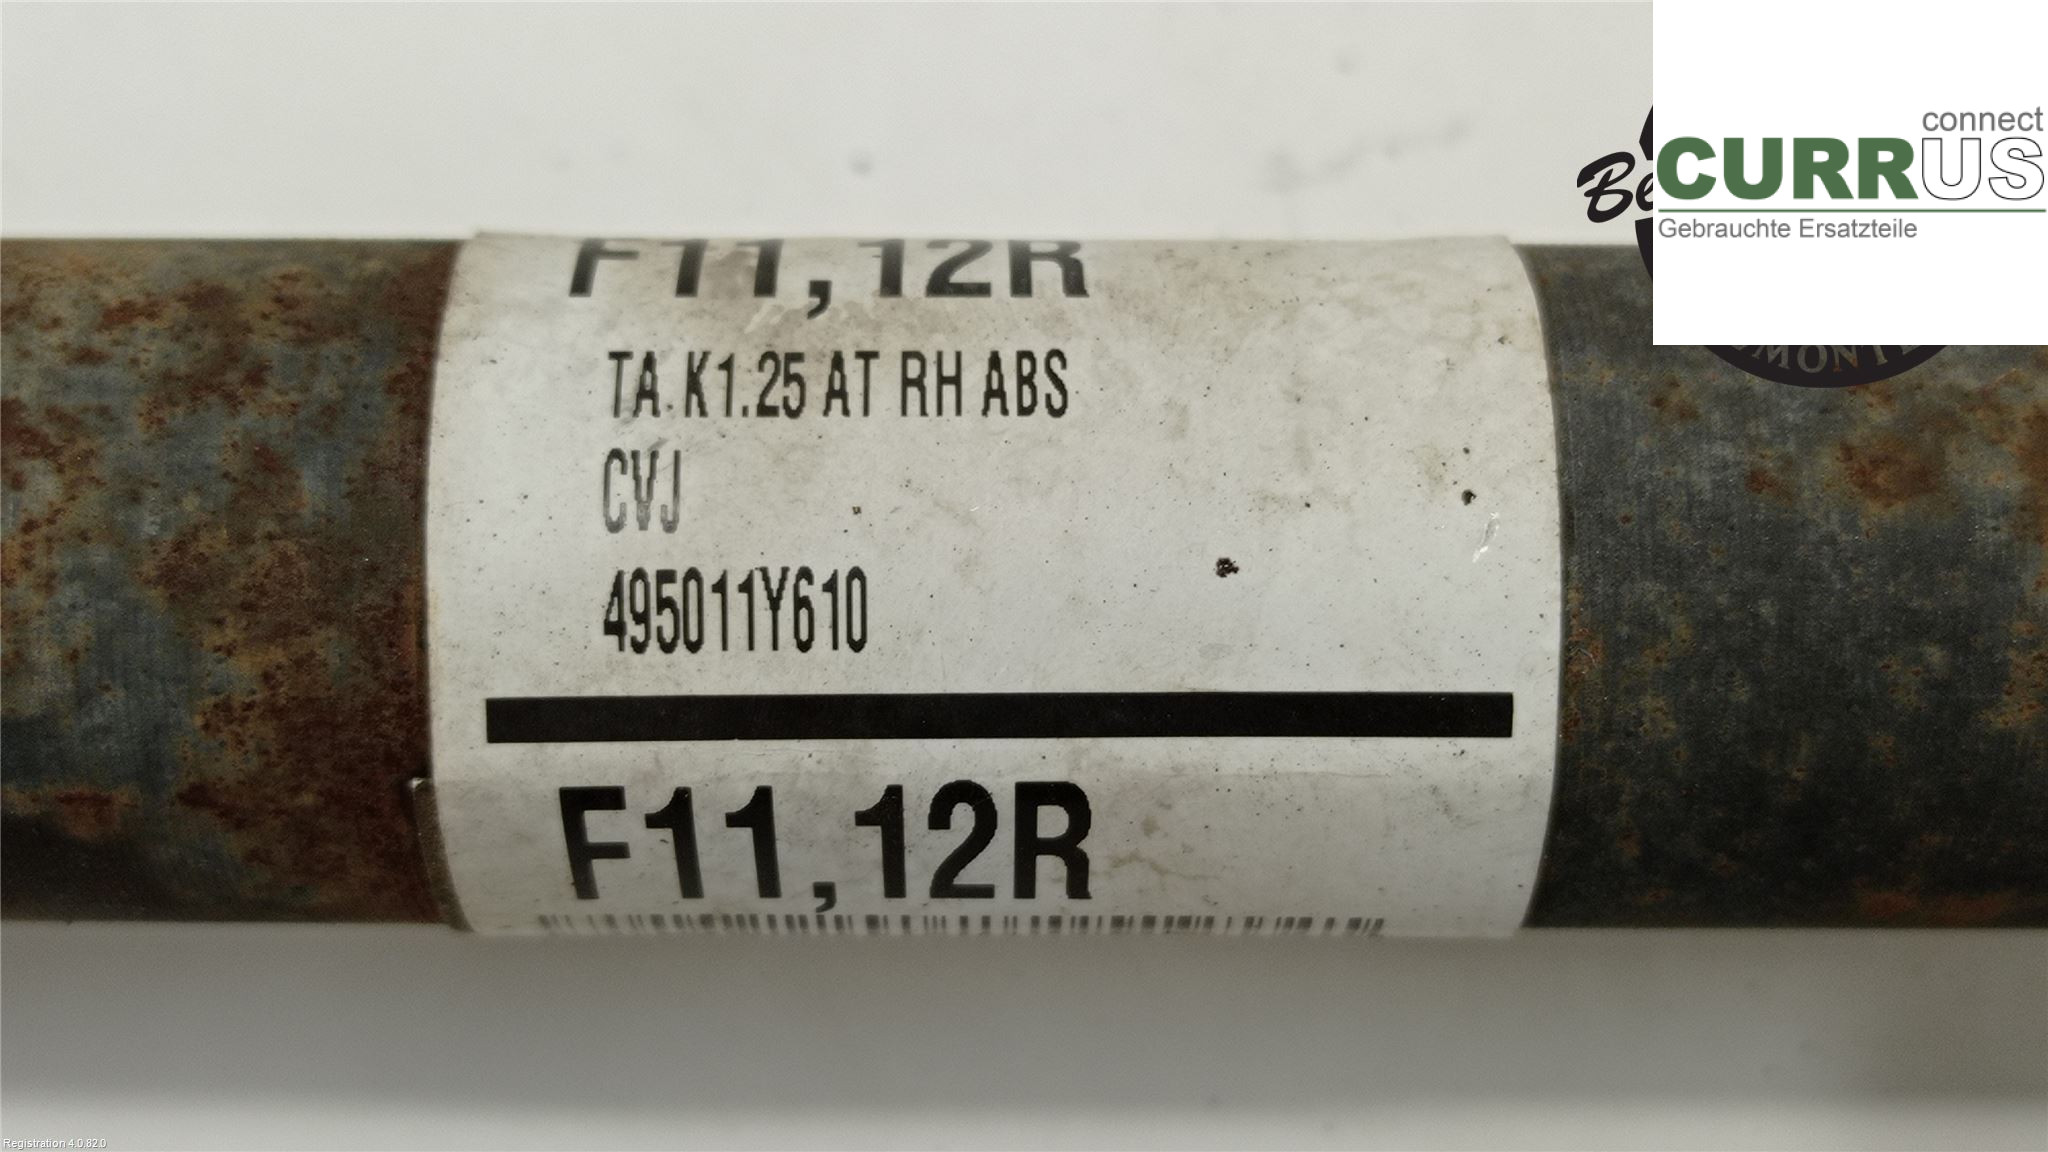 connect
CURRUS
Gebrauchte Ersatzteile
Be
F11,12R
TA K1.25 AT RH ABS
CVJ
495011Y610
F11,12R
Registration 4.0.82.0